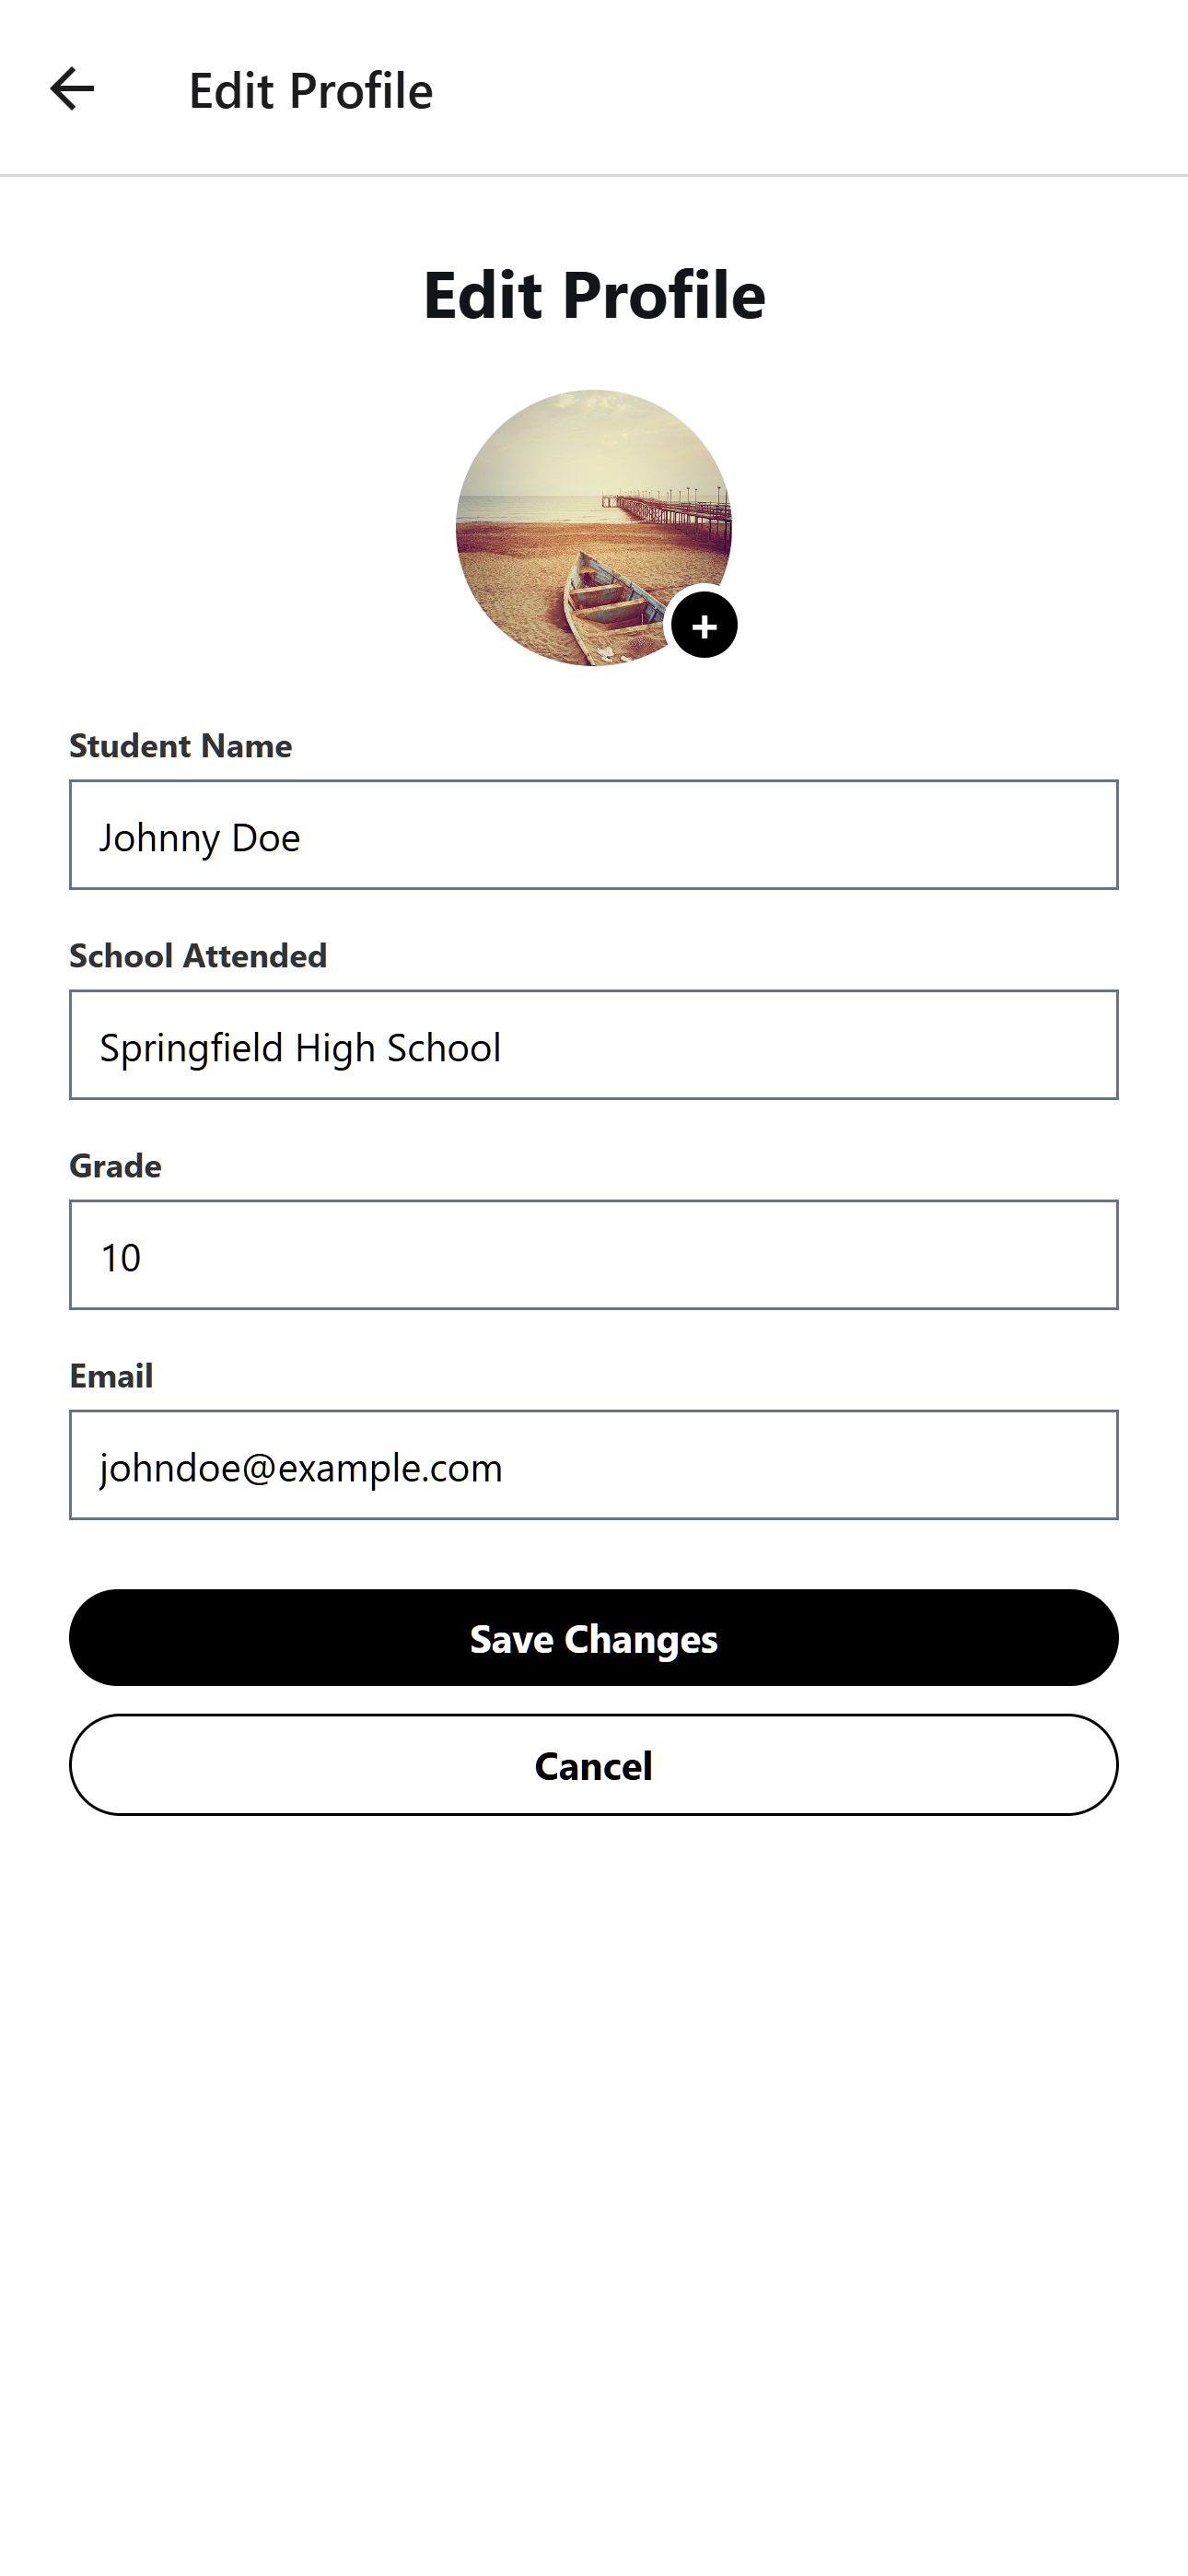 Edit Profile
Edit Profile
+
Student Name
Johnny Doe
School Attended
Springfield High School
Grade
10
Email
johndoe@example.com
Save Changes
Cancel